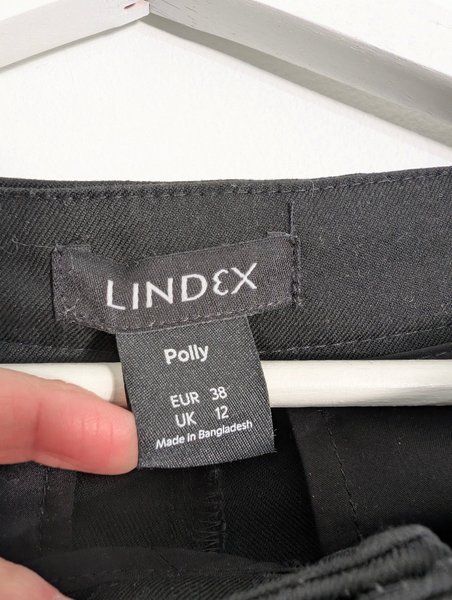 LINDEX
Polly
EUR 38
UK 12
Made in Bangladesh